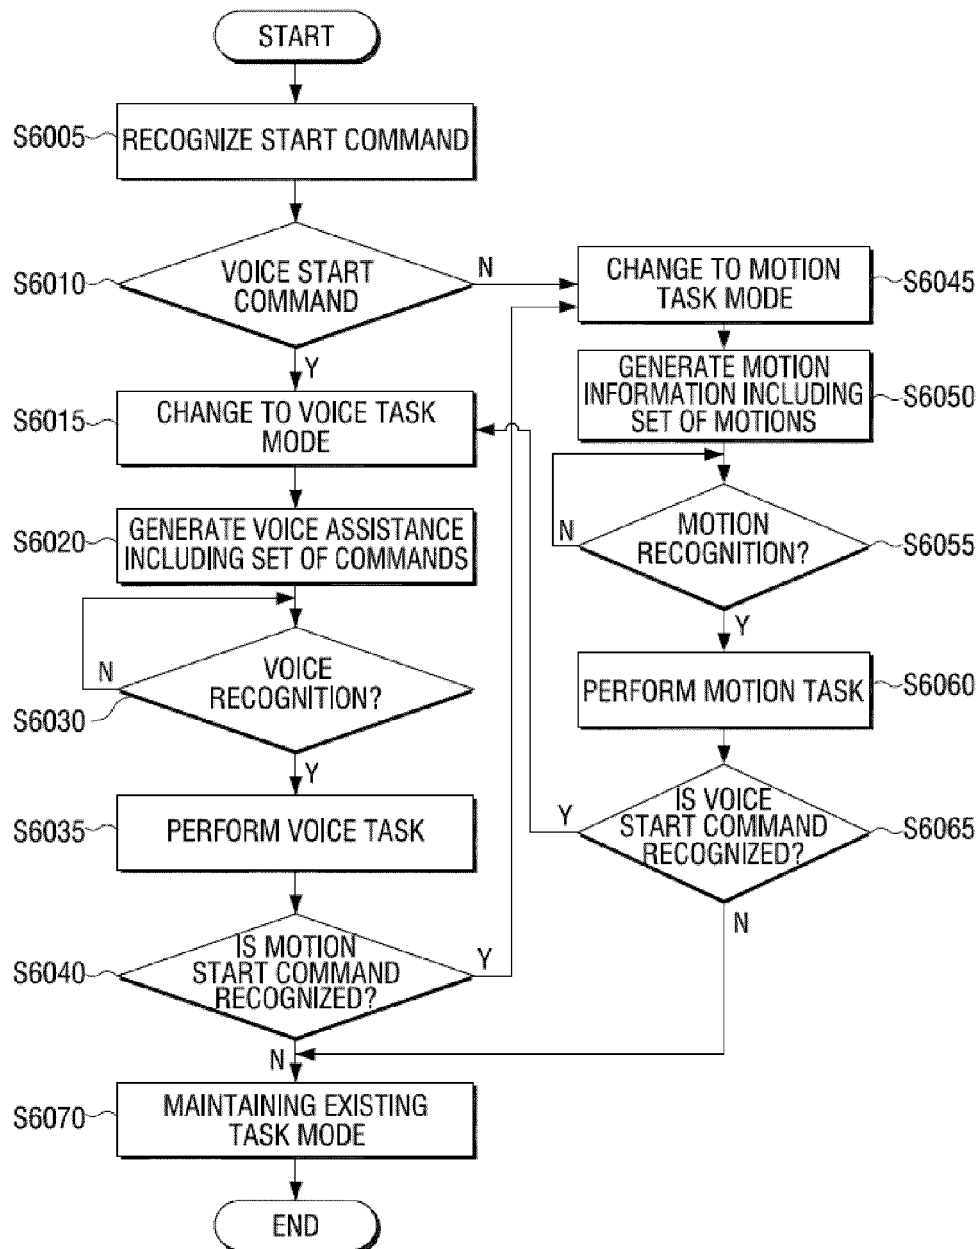 START
S6005
RECOGNIZE START COMMAND
S6010
VOICE START
COMMAND
N
Y
S6015
CHANGE TO VOICE TASK
MODE
S6020
GENERATE VOICE ASSISTANCE
INCLUDING SET OF COMMANDS
N
VOICE
RECOGNITION?
S6030
Y
S6035
PERFORM VOICE TASK
S6040
IS MOTION
START COMMAND
RECOGNIZED?
Y
N
CHANGE TO MOTION
TASK MODE
S6045
GENERATE MOTION
INFORMATION INCLUDING
SET OF MOTIONS
S6050
N
MOTION
RECOGNITION?
S6055
Y
PERFORM MOTION TASK
S6060
Y
IS VOICE
START COMMAND
RECOGNIZED?
S6065
N
S6070
MAINTAINING EXISTING
TASK MODE
END